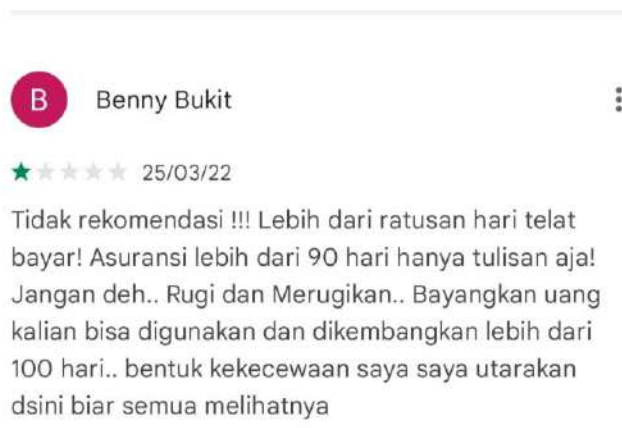 B
Benny Bukit
25/03/22
Tidak rekomendasi !!! Lebih dari ratusan hari telat
bayar! Asuransi lebih dari 90 hari hanya tulisan aja!
Jangan deh.. Rugi dan Merugikan.. Bayangkan uang
kalian bisa digunakan dan dikembangkan lebih dari
100 hari.. bentuk kekecewaan saya saya utarakan
dsini biar semua melihatnya